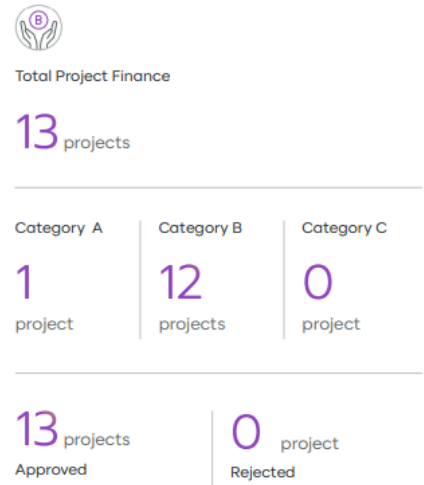 B
Total Project Finance
13 projects
Category A Category B Category C
1 12 0
project projects project
13 projects 0 project
Approved Rejected